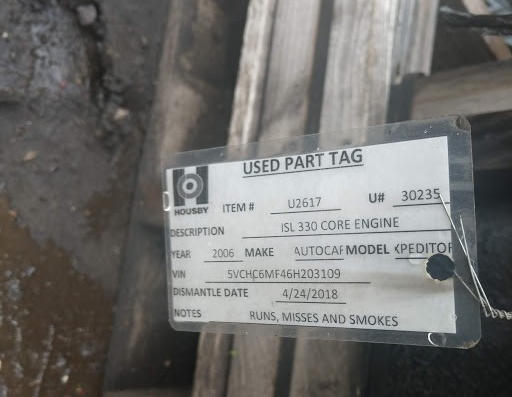 USED PART TAG
HOUSBY
ITEM # U2617 U# 30235
DESCRIPTION ISL 330 CORE ENGINE
YEAR 2006 MAKE AUTOCAR MODEL XPEDITOR
VIN 5VCHC6MF46H203109
DISMANTLE DATE 4/24/2018
NOTES RUNS, MISSES AND SMOKES